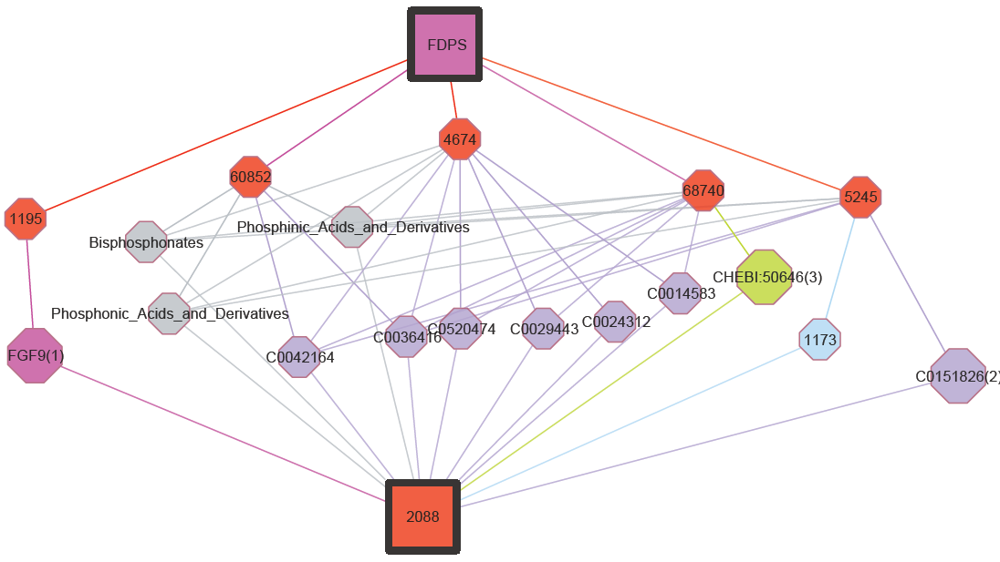 FDPS
4674
60852
68740
5245
1195
Phosphinic_Acids_and_Derivatives
Bisphosphonates
CHEBI:50646(3)
C0014583
Phosphonic_Acids_and_Derivatives
C0024312
C0029443
C0520474
C0036416
1173
FGF9(1)
C0042164
C0151826(2)
2088